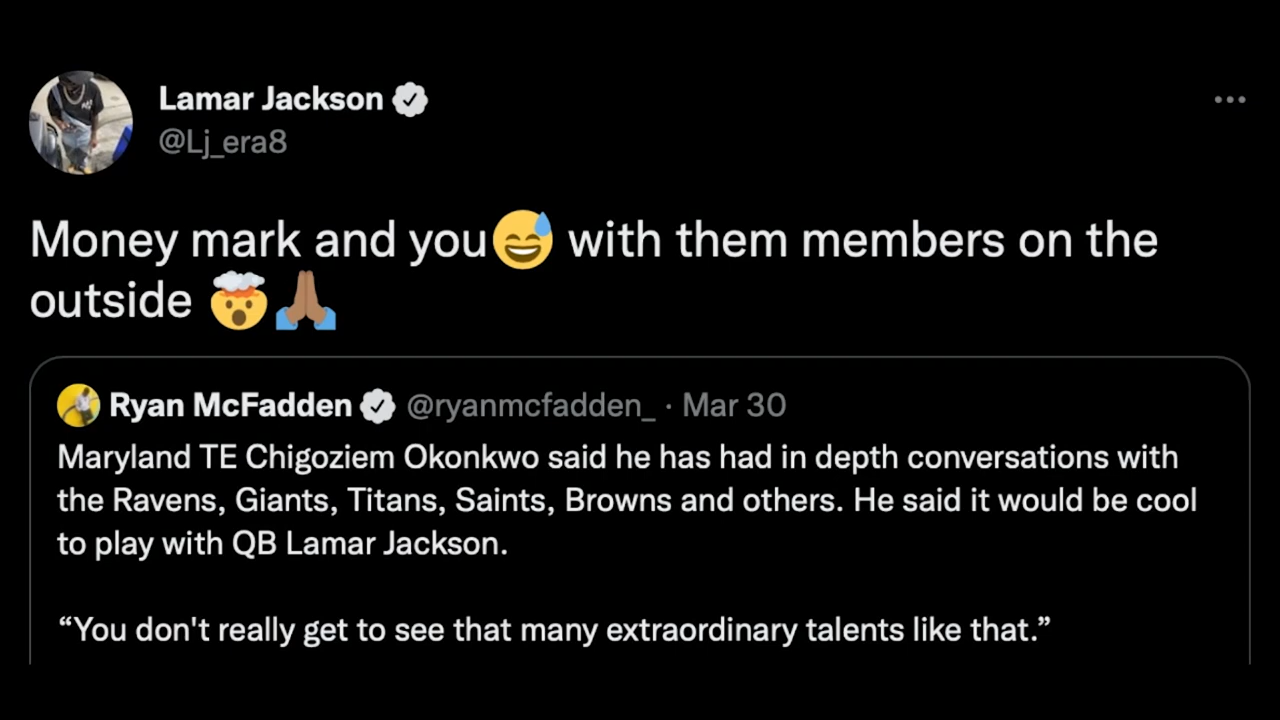 Lamar Jackson
@Lj_era8
Money mark and you😅 with them members on the
outside 🤯🙏🏽
Ryan McFadden @ryanmcfadden_ · Mar 30
Maryland TE Chigoziem Okonkwo said he has had in depth conversations with
the Ravens, Giants, Titans, Saints, Browns and others. He said it would be cool
to play with QB Lamar Jackson.
“You don't really get to see that many extraordinary talents like that.”